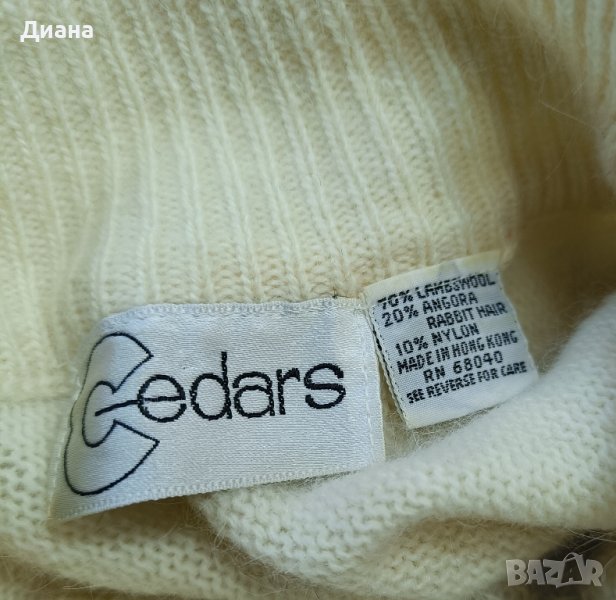 Диана
Cedars
70% LAMBSWOOL
20% ANGORA
RABBIT HAIR
10% NYLON
MADE IN HONG KONG
RN 68040
SEE REVERSE FOR CARE
BAZAR